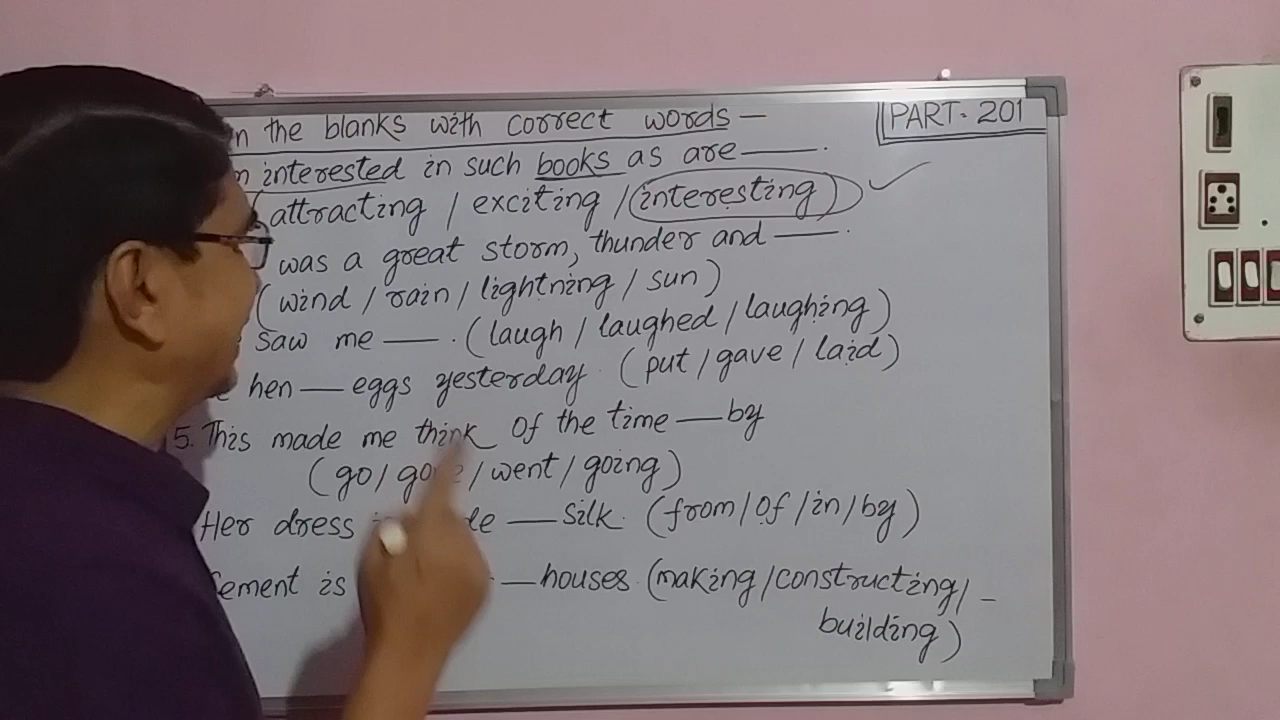 PART. 201
n the blanks with correct words —
interested in such books as are —.
(attracting / exciting / (interesting)
was a great storm, thunder and —.
(wind / rain / lightning / sun)
saw me —. (laugh / laughed / laughing)
hen — eggs yesterday. (put / gave / laid)
5. This made me think of the time — by
(go / / went / going)
Her dress — silk. (from / of / in / by)
ement is — houses. (making / constructing / -
building)